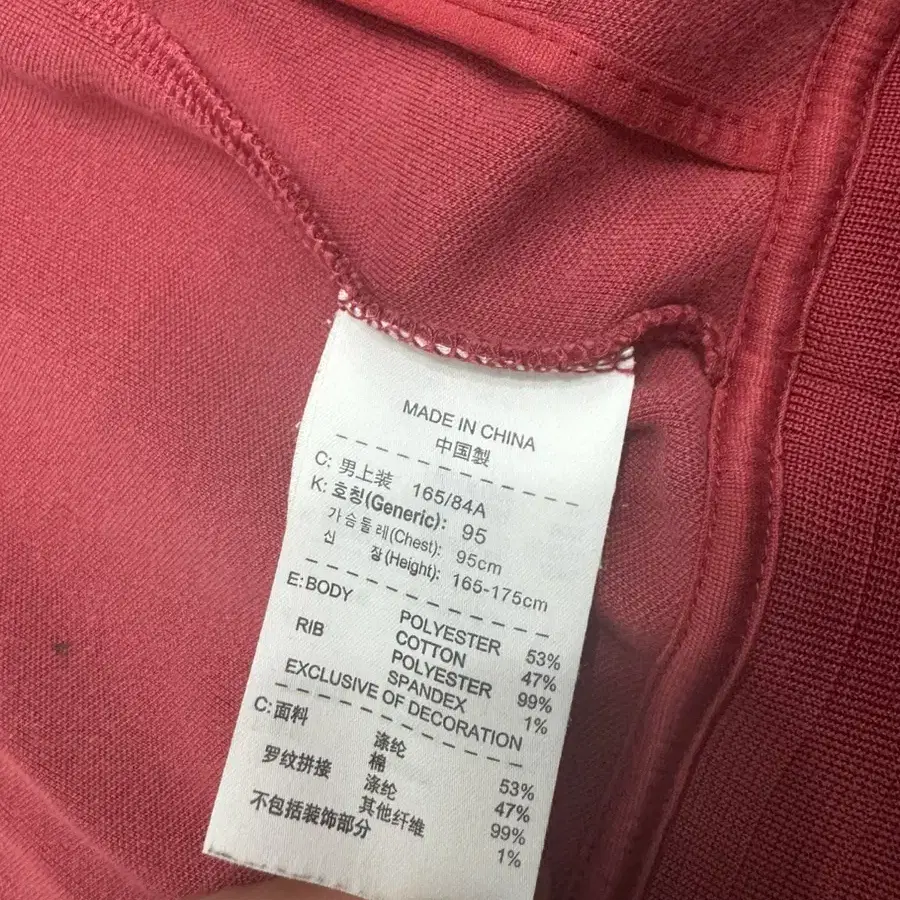 MADE IN CHINA
中国製
C: 男上装 165/84A
K: 호칭(Generic): 95
가슴둘레(Chest): 95cm
신 장(Height): 165-175cm
E: BODY POLYESTER 53%
COTTON 47%
RIB POLYESTER 99%
SPANDEX 1%
EXCLUSIVE OF DECORATION
C: 面料 涤纶 53%
棉 47%
罗纹拼接 涤纶 99%
其他纤维 1%
不包括装饰部分